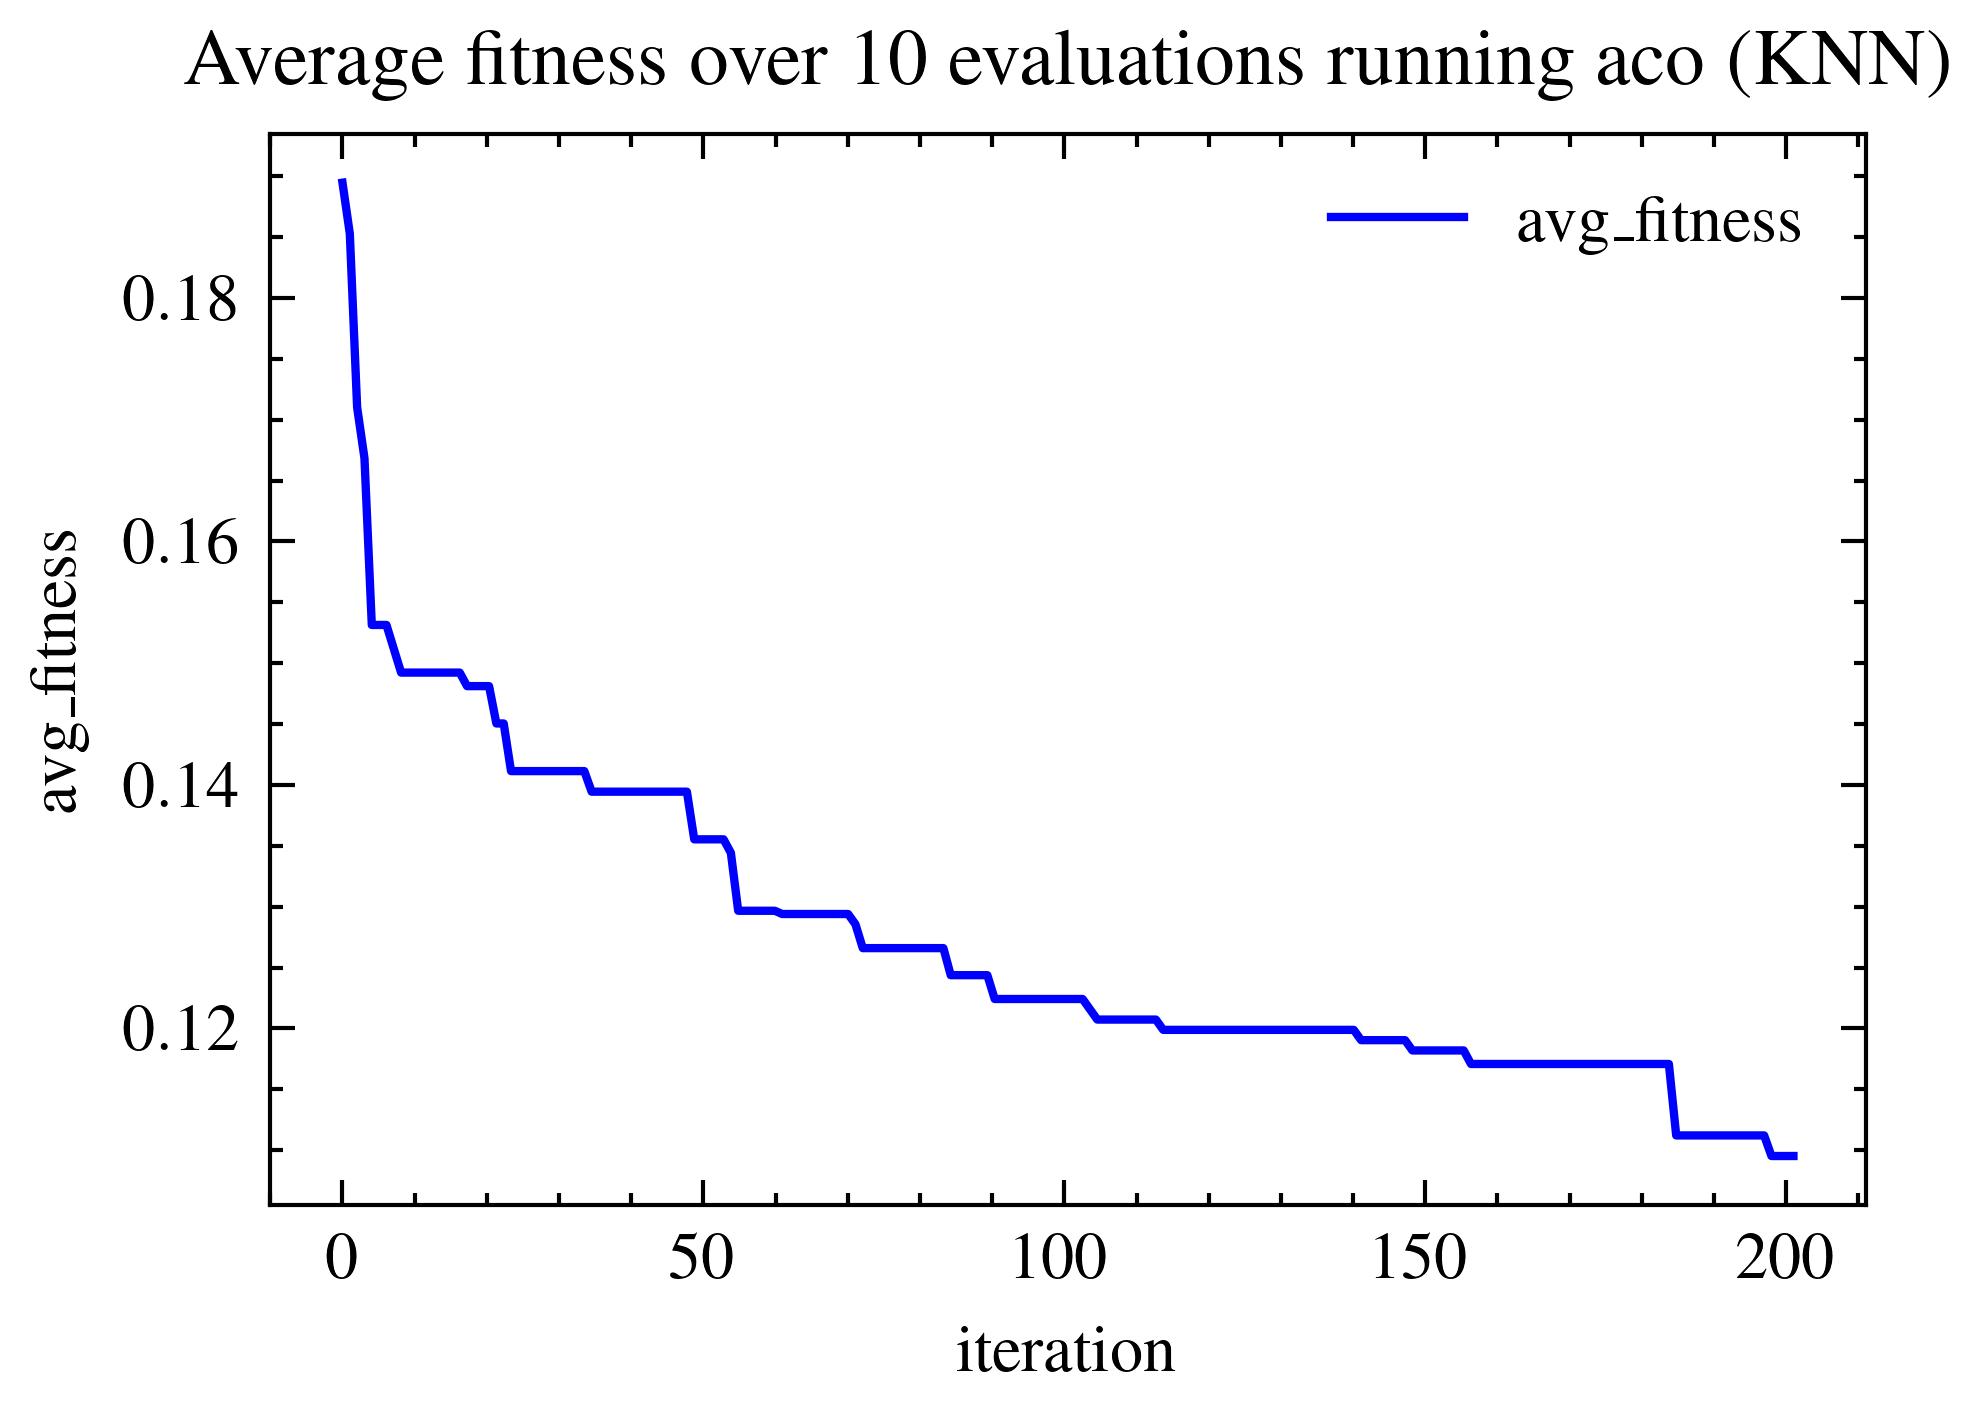 Average fitness over 10 evaluations running aco (KNN)
avg_fitness
0.18
0.16
0.14
0.12
avg_fitness
0 50 100 150 200
iteration